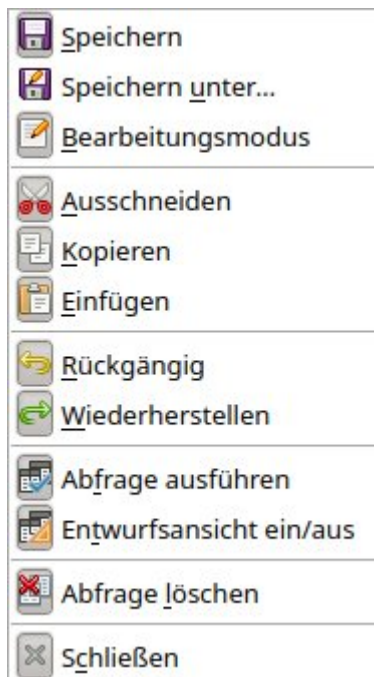 Speichern
Speichern unter...
Bearbeitungsmodus
Ausschneiden
Kopieren
Einfügen
Rückgängig
Wiederherstellen
Abfrage ausführen
Entwurfsansicht ein/aus
Abfrage löschen
Schließen